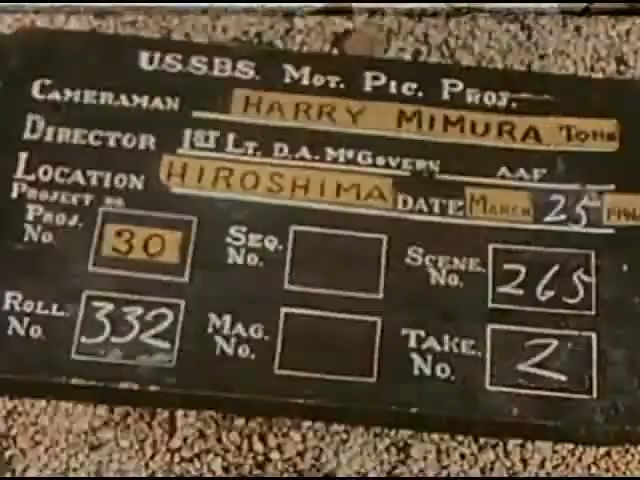 U.S.S.B.S. MOT. PIC. PROJ.
CAMERAMAN HARRY MIMURA
DIRECTOR 1ST LT. D.A. McGOVERN AAF
LOCATION HIROSHIMA DATE MARCH 25
PROJECT NO.
PROJ. NO. 30 SEQ. NO. SCENE. NO. 265
ROLL. NO. 332 MAG. NO. TAKE. NO. 2